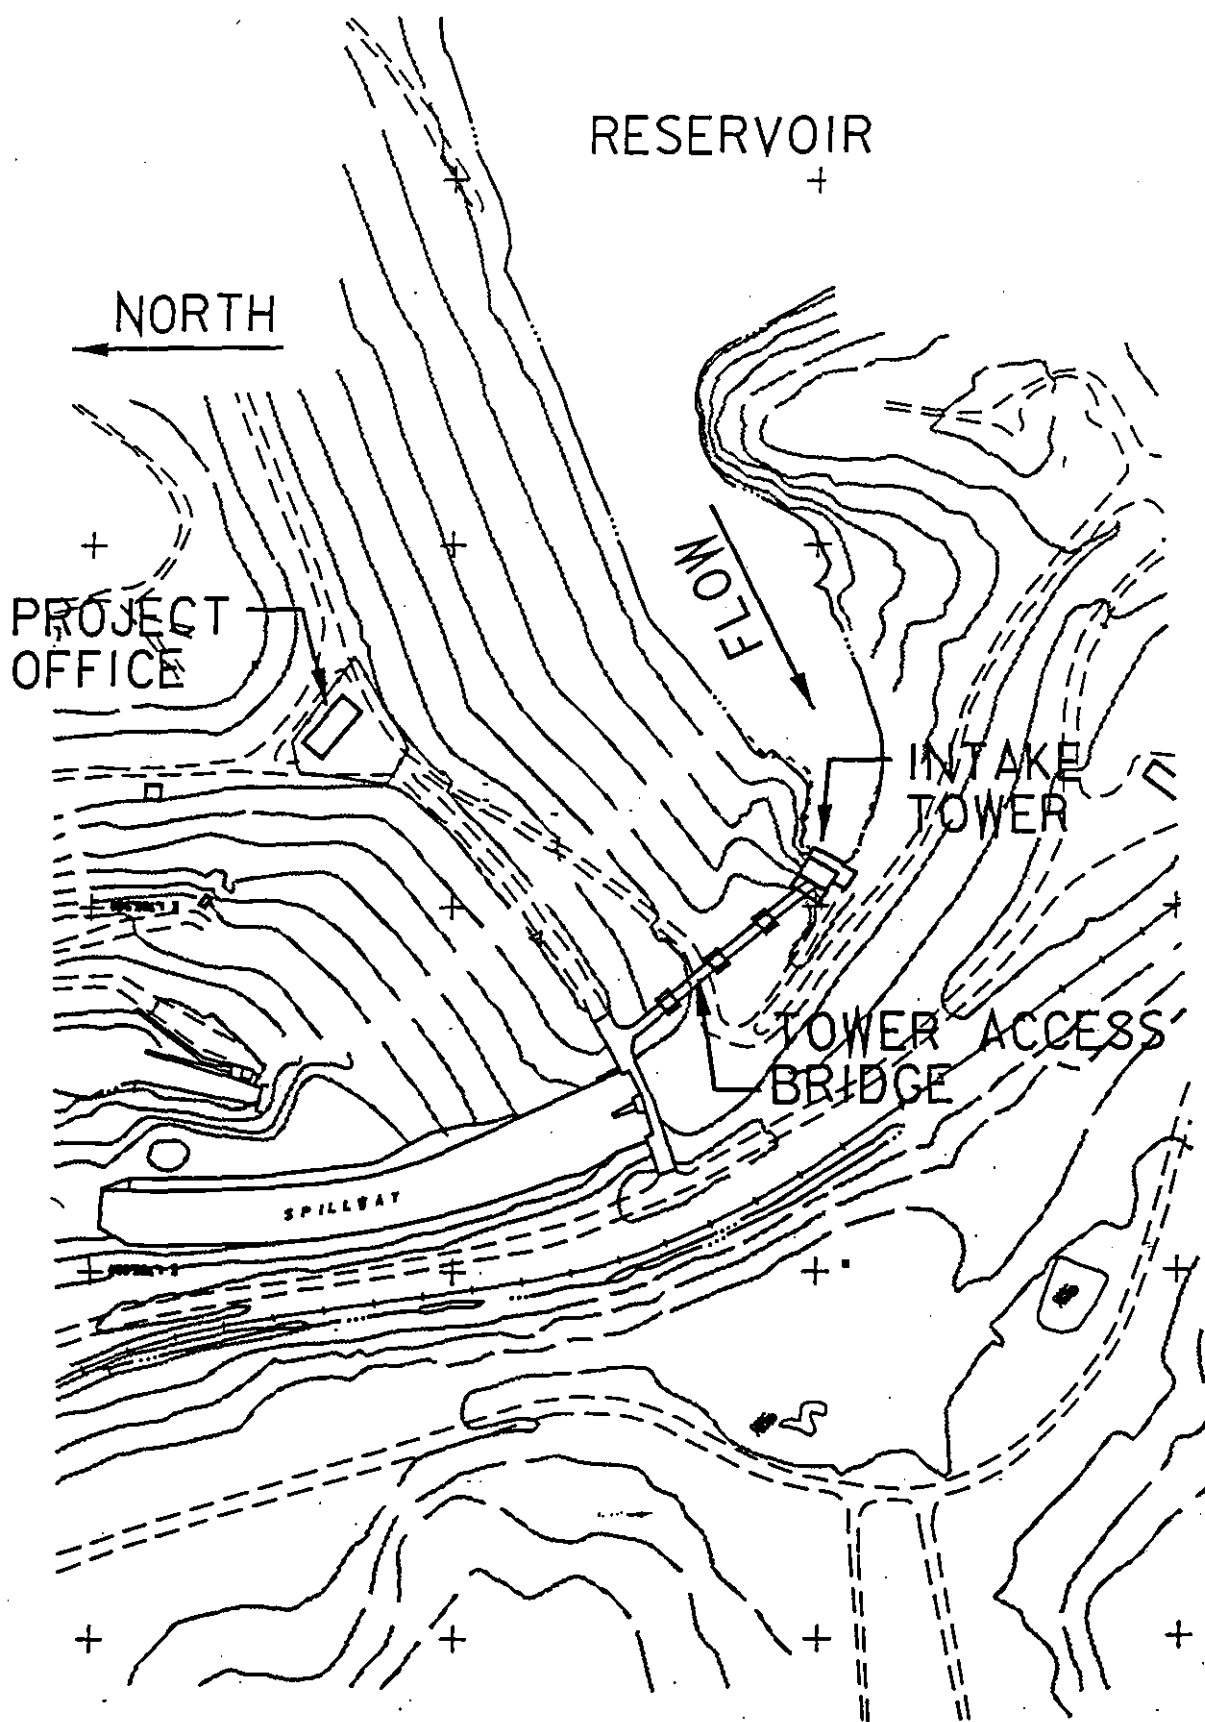 RESERVOIR
NORTH
FLOW
PROJECT
OFFICE
INTAKE
TOWER
TOWER ACCESS
BRIDGE
SPILLWAY